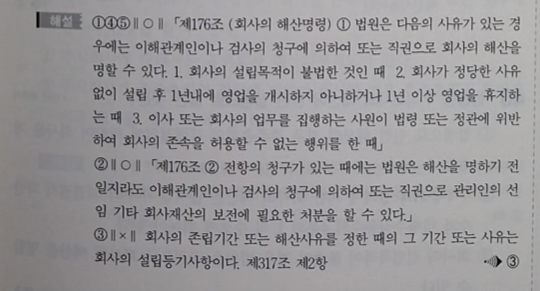 해설 ①④⑤∥○∥「제176조 (회사의 해산명령) ① 법원은 다음의 사유가 있는 경
우에는 이해관계인이나 검사의 청구에 의하여 또는 직권으로 회사의 해산을
명할 수 있다. 1. 회사의 설립목적이 불법한 것인 때 2. 회사가 정당한 사유
없이 설립 후 1년내에 영업을 개시하지 아니하거나 1년 이상 영업을 휴지하
는 때 3. 이사 또는 회사의 업무를 집행하는 사원이 법령 또는 정관에 위반
하여 회사의 존속을 허용할 수 없는 행위를 한 때」
②∥○∥「제176조 ② 전항의 청구가 있는 때에는 법원은 해산을 명하기 전
일지라도 이해관계인이나 검사의 청구에 의하여 또는 직권으로 관리인의 선
임 기타 회사재산의 보전에 필요한 처분을 할 수 있다.」
③∥×∥ 회사의 존립기간 또는 해산사유를 정한 때의 그 기간 또는 사유는
회사의 설립등기사항이다. 제317조 제2항 ③